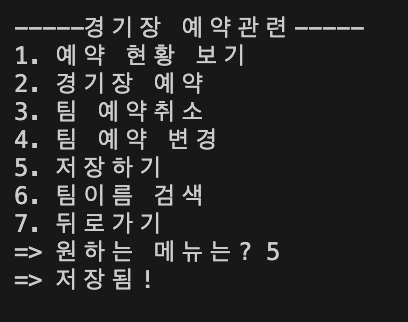 -----경기장 예약관련-----
1. 예약 현황 보기
2. 경기장 예약
3. 팀 예약취소
4. 팀 예약 변경
5. 저장하기
6. 팀이름 검색
7. 뒤로가기
=> 원하는 메뉴는? 5
=> 저장됨!